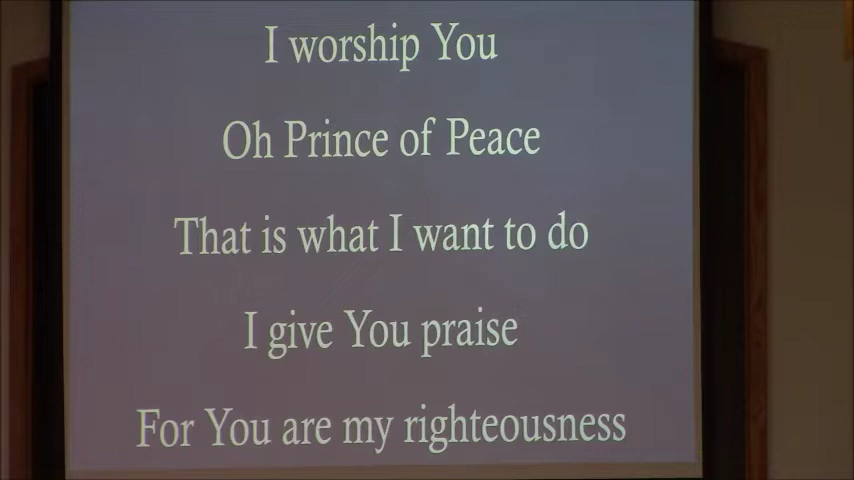 I worship You
Oh Prince of Peace
That is what I want to do
I give You praise
For You are my righteousness